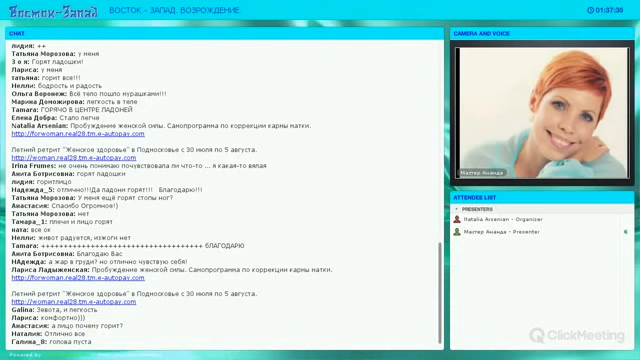 Восток-Запад
ВОСТОК – ЗАПАД. ВОЗРОЖДЕНИЕ.
01:37:35
CHAT
CAMERA AND VOICE
лидия: ++
Татьяна Морозова: у меня
З о я: Горят ладошки!
Лариса: у меня
татьяна: горит все!!!
Нелли: бодрость и радость
Ольга Воронеж: Всё тело пошло мурашками!!!
Марина Доможирова: легкость в теле
Tamara: ГОРЯЧО В ЦЕНТРЕ ЛАДОНЕЙ
Елена Добра: Стало легче
Natalia Arsenian: Пробуждение женской силы. Самопрограмма по коррекции кармы матки.
http://forwoman.real28.tm.e-autopay.com
Летний ретрит "Женское здоровье" в Подмосковье с 30 июля по 5 августа.
http://woman.real28.tm.e-autopay.com
Irina Frumes: не очень понимаю почувствовала ли что-то ... я какая-то вялая
Амита Ботрисовна: горят ладошки
лидия: горитлицо
Надежда_5: отлично!!!Да ладони горят!!! Благодарю!!!
Татьяна Морозова: У меня ещё горят стопы ног?
Анастасия: Спасибо Огромное!)
Татьяна Морозова: нет
Тамара_1: плечи и лицо горят
ната: все ок
Нелли: живот радуется, изжоги нет
Tamara: ++++++++++++++++++++++++++++++++++ БЛАГОДАРЮ
Амита Ботрисовна: Благодарю Вас
НАдежда: а жар в груди? но отлично чувствую себя!
Лариса Ладыженская: Пробуждение женской силы. Самопрограмма по коррекции кармы матки.
http://forwoman.real28.tm.e-autopay.com
Летний ретрит "Женское здоровье" в Подмосковье с 30 июля по 5 августа.
http://woman.real28.tm.e-autopay.com
Galina: Зевота, и легкость
Лариса: комфортно)))
Анастасия: а лицо почему горит?
Наталия: Отлично все
Галина_8: голова пуста
Мастер Ананда
ATTENDEE LIST
PRESENTERS
Natalia Arsenian - Organizer
Мастер Ананда - Presenter
ClickMeeting
Powered by